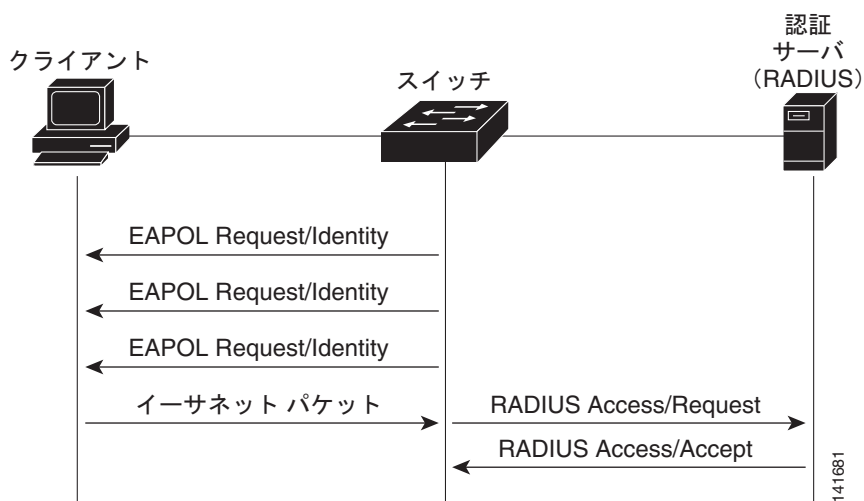 クライアント
スイッチ
認証
サーバ
(RADIUS)
EAPOL Request/Identity
EAPOL Request/Identity
EAPOL Request/Identity
イーサネット パケット
RADIUS Access/Request
RADIUS Access/Accept
141681